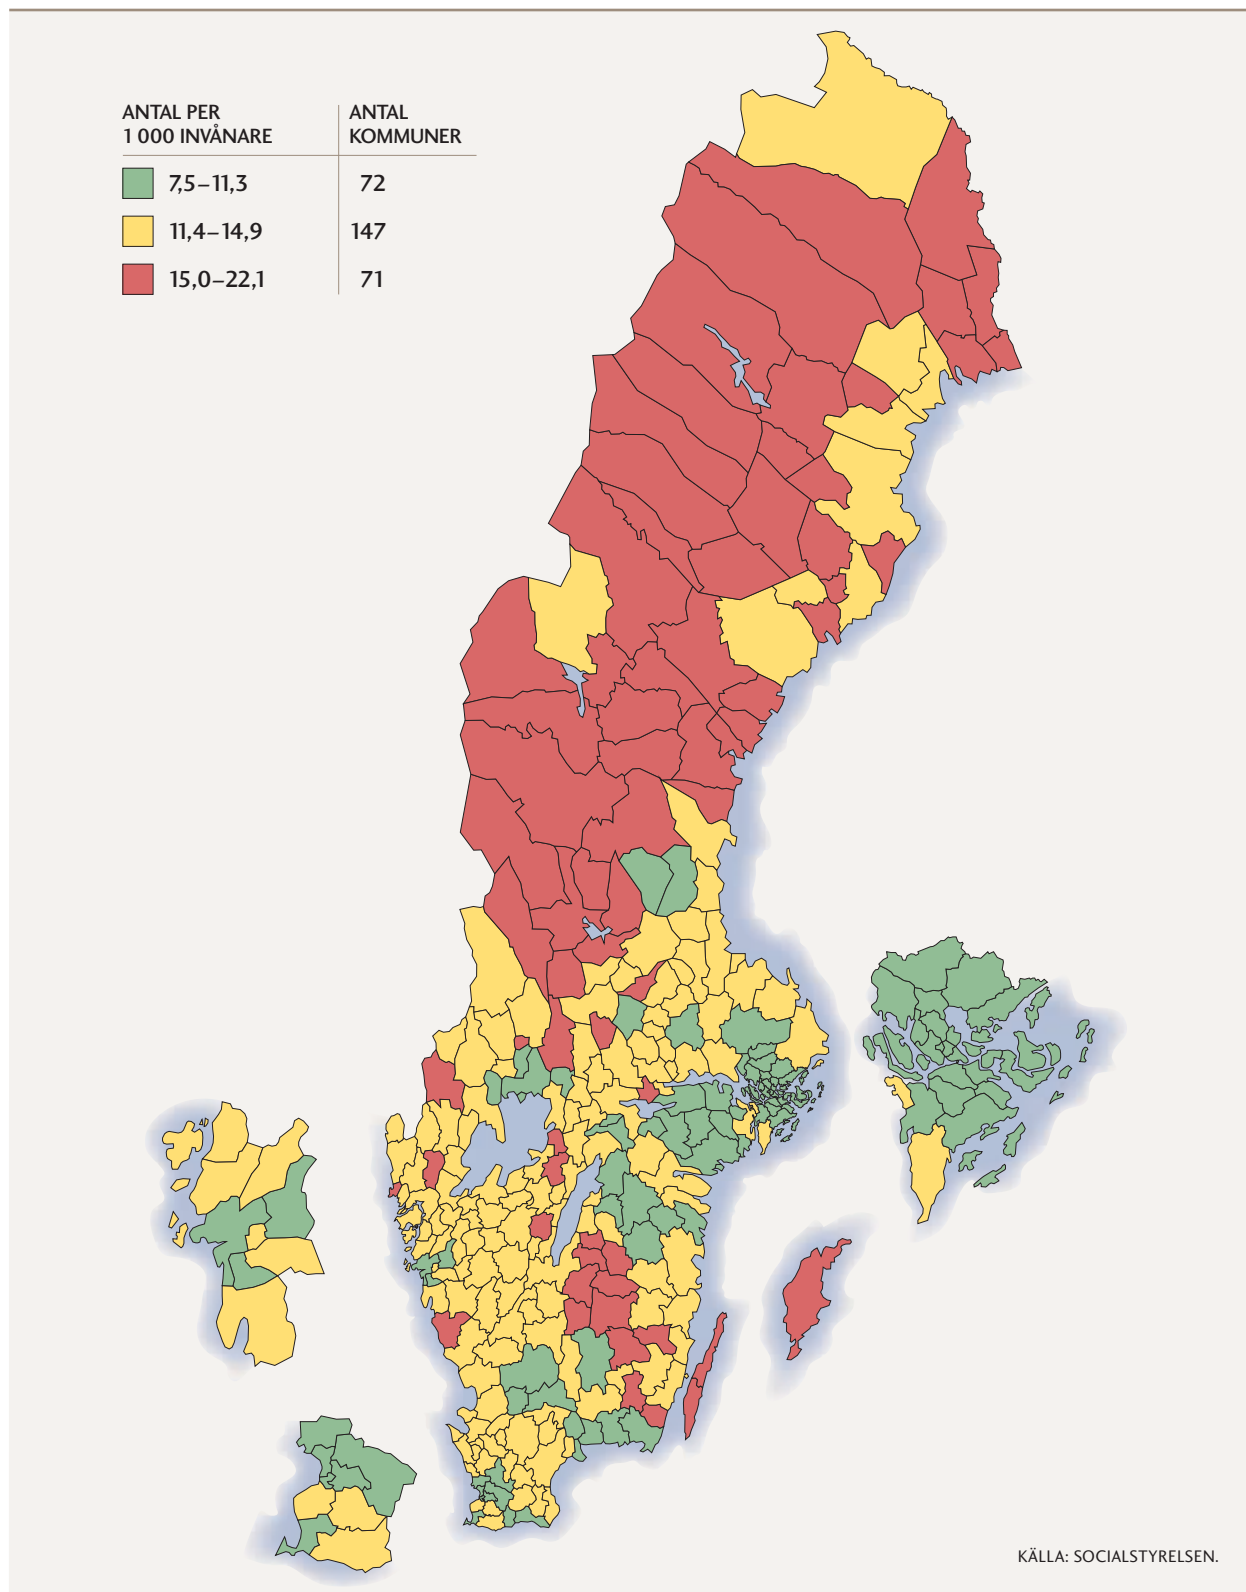 ANTAL PER
1 000 INVÅNARE
ANTAL
KOMMUNER
7,5–11,3 72
11,4–14,9 147
15,0–22,1 71
KÄLLA: SOCIALSTYRELSEN.